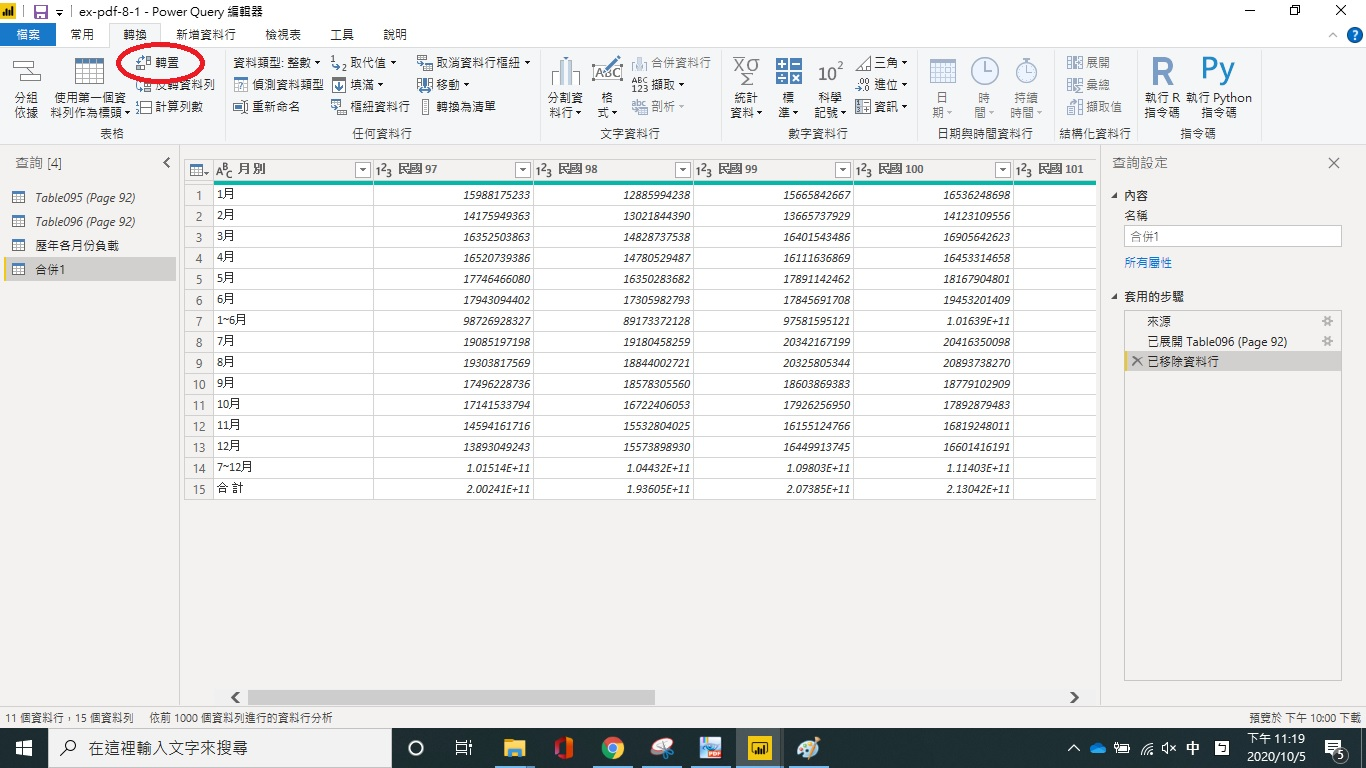 ex-pdf-8-1 - Power Query 編輯器
檔案 常用 轉換 新增資料行 檢視表 工具 說明
轉置 資料類型: 整數 取代值 取消資料行樞紐 合併資料行 三角 展開
反轉資料列 偵測資料類型 填滿 移動 擷取 進位 彙總
計算列數 重新命名 樞紐資料行 轉換為清單 剖析 資訊 擷取值
分組依據 使用第一個資料列作為標頭 分割資料行 格式 統計資料 標準 科學記號 日期 時間 持續時間 執行 R 指令碼 執行 Python 指令碼
表格 任何資料行 文字資料行 數字資料行 日期與時間資料行 結構化資料行 指令碼
查詢 [4]
Table095 (Page 92)
Table096 (Page 92)
歷年各月份負載
合併1
月 別 民國 97 民國 98 民國 99 民國 100 民國 101
1 1月 15988175233 12885994238 15665842667 16536248698
2 2月 14175949363 13021844390 13665737929 14123109556
3 3月 16352503863 14828737538 16401543486 16905642623
4 4月 16520739386 14780529487 16111636869 16453314658
5 5月 17746466080 16350283682 17891142462 18167904801
6 6月 17943094402 17305982793 17845691708 19453201409
7 1~6月 98726928327 89173372128 97581595121 1.01639E+11
8 7月 19085197198 19180458259 20342167199 20416350098
9 8月 19303817569 18844002721 20325805344 20893738270
10 9月 17496228736 18578305560 18603869383 18779102909
11 10月 17141533794 16722406053 17926256950 17892879483
12 11月 14594161716 15532804025 16155124766 16819248011
13 12月 13893049243 15573898930 16449913745 16601416191
14 7~12月 1.01514E+11 1.04432E+11 1.09803E+11 1.11403E+11
15 合 計 2.00241E+11 1.93605E+11 2.07385E+11 2.13042E+11
查詢設定
內容
名稱
合併1
所有屬性
套用的步驟
來源
已展開 Table096 (Page 92)
已移除資料行
11 個資料行，15 個資料列 依前 1000 個資料列進行的資料行分析 預覽於 下午 10:00 下載
在這裡輸入文字來搜尋
中
下午 11:19
2020/10/5
5